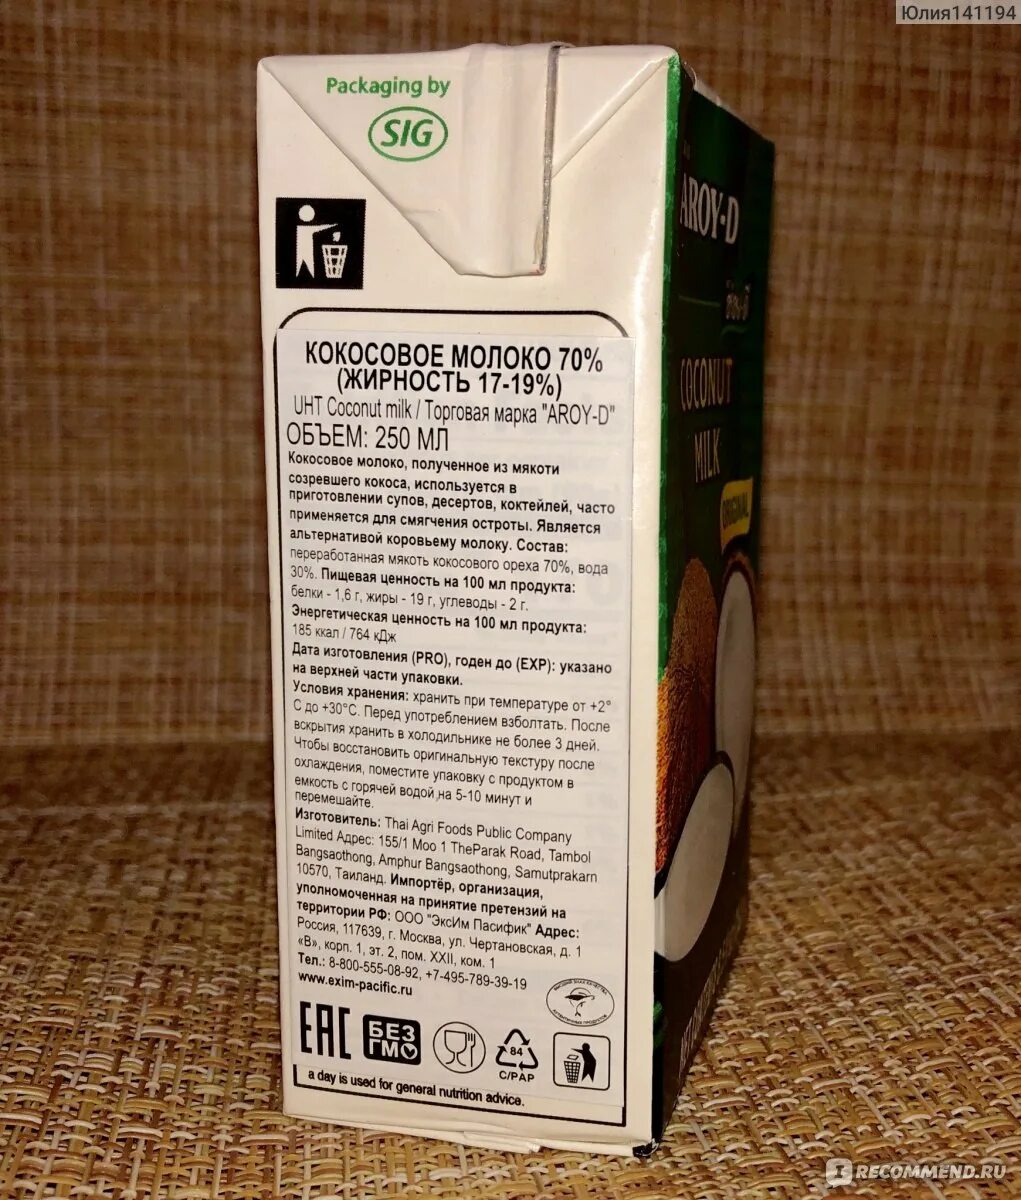 Юлия141194
Packaging by
SIG
AROY-D
COCONUT
MILK
ORIGINAL
КОКОСОВОЕ МОЛОКО 70%
(ЖИРНОСТЬ 17-19%)
UHT Coconut milk / Торговая марка "AROY-D"
ОБЪЕМ: 250 МЛ
Кокосовое молоко, полученное из мякоти
созревшего кокоса, используется в
приготовлении супов, десертов, коктейлей, часто
применяется для смягчения остроты. Является
альтернативой коровьему молоку. Состав:
переработанная мякоть кокосового ореха 70%, вода
30%. Пищевая ценность на 100 мл продукта:
белки - 1,6 г, жиры - 19 г, углеводы - 2 г.
Энергетическая ценность на 100 мл продукта:
185 ккал / 764 кДж
Дата изготовления (PRO), годен до (EXP): указано
на верхней части упаковки.
Условия хранения: хранить при температуре от +2°
С до +30°С. Перед употреблением взболтать. После
вскрытия хранить в холодильнике не более 3 дней.
Чтобы восстановить оригинальную текстуру после
охлаждения, поместите упаковку с продуктом в
емкость с горячей водой на 5-10 минут и
перемешайте.
Изготовитель: Thai Agri Foods Public Company
Limited Адрес: 155/1 Moo 1 TheParak Road, Tambol
Bangsaothong, Amphur Bangsaothong, Samutprakarn
10570, Таиланд. Импортёр, организация,
уполномоченная на принятие претензий на
территории РФ: ООО "ЭксИм Пасифик" Адрес:
Россия, 117639, г. Москва, ул. Чертановская, д. 1
«В», корп. 1, эт. 2, пом. XXII, ком. 1
Тел.: 8-800-555-08-92, +7-495-789-39-19
www.exim-pacific.ru
EAC
БЕЗ
ГМО
84
C/PAP
a day is used for general nutrition advice.
RECOMMEND.RU